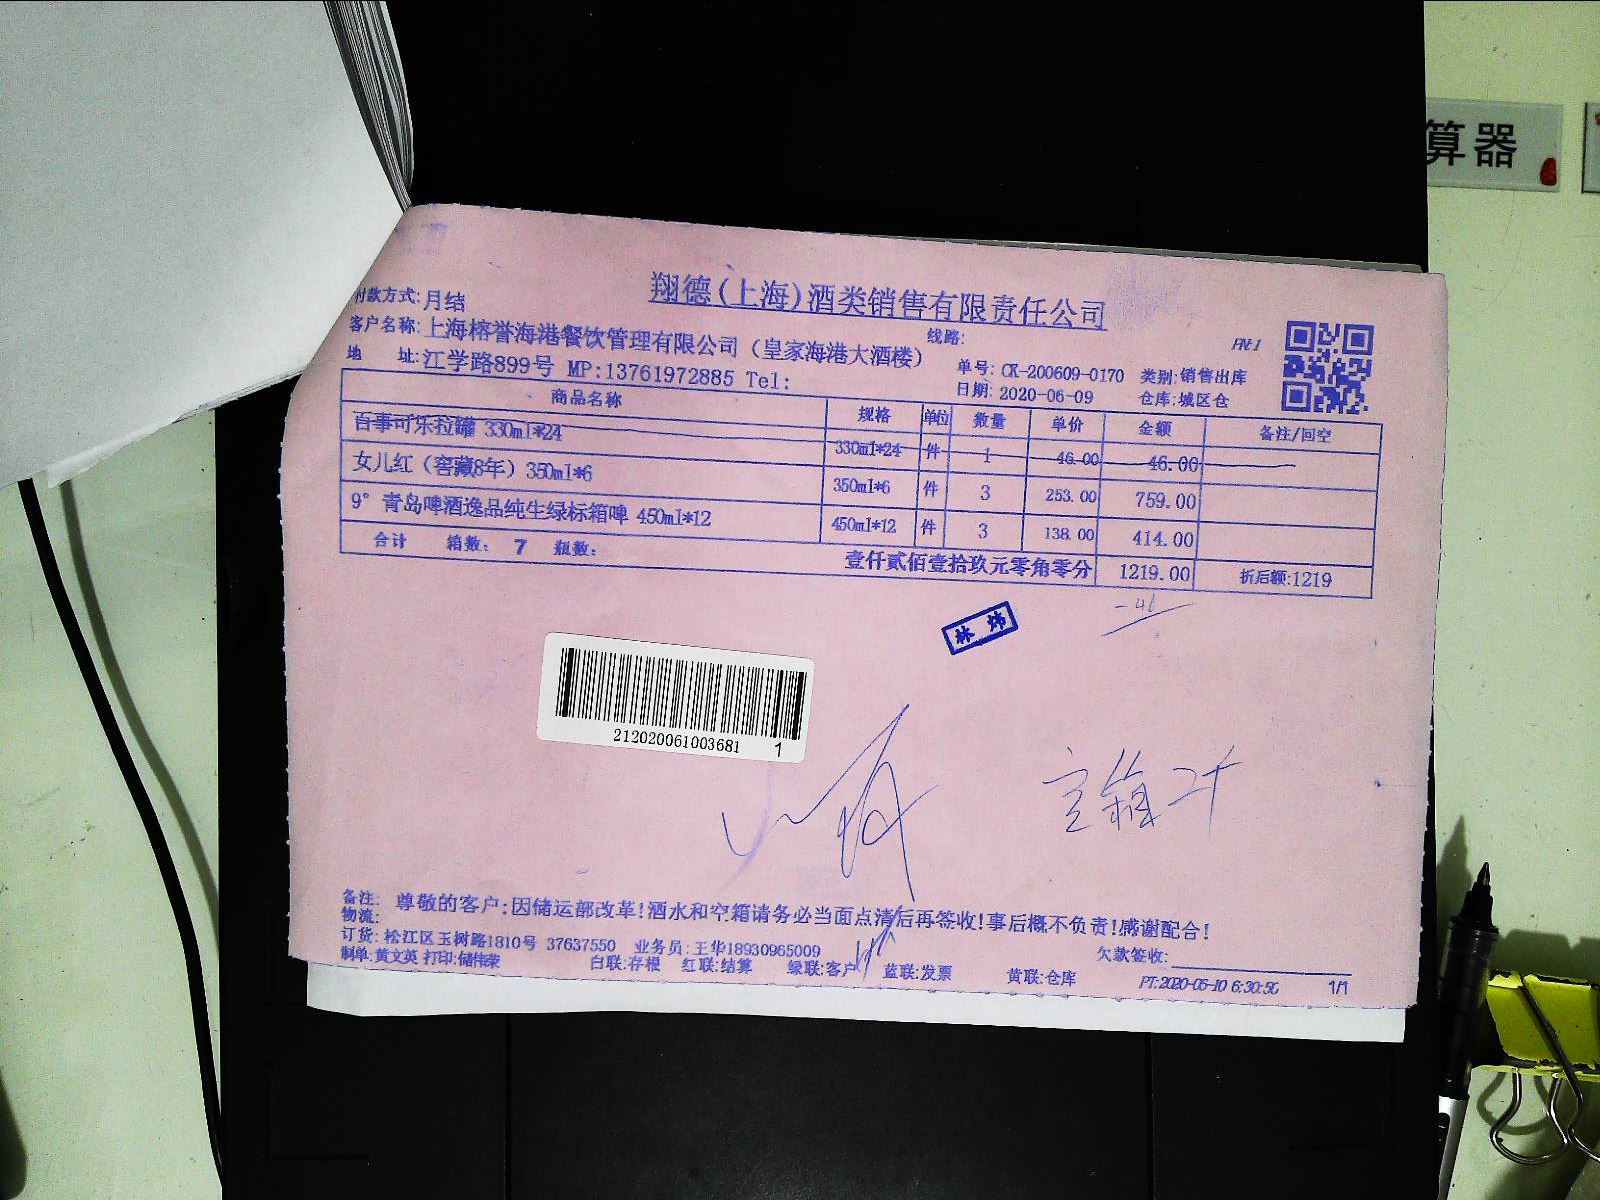 算器
翔德(上海)酒类销售有限责任公司
付款方式:月结
线路:
客户名称:上海榕誉海港餐饮管理有限公司（皇家海港大酒楼）
单号: CK-200609-0170 类别:销售出库
地 址:江学路899号 MP:13761972885 Tel:
日期: 2020-06-09 仓库:城区仓
商品名称 规格 单位 数量 单价 金额 备注/回空
百事可乐拉罐 330ml*24 330ml*24 件 1 46.00 46.00
女儿红（窖藏8年）350ml*6 350ml*6 件 3 253.00 759.00
9° 青岛啤酒逸品纯生绿标箱啤 450ml*12 450ml*12 件 3 138.00 414.00
合计 箱数: 7 瓶数: 壹仟贰佰壹拾玖元零角零分 1219.00 折后额:1219
-46
林炜
212020061003681 1
空箱2个
备注: 尊敬的客户:因储运部改革!酒水和空箱请务必当面点清后再签收!事后概不负责!感谢配合!
物流:
订货: 松江区玉树路1810号 37637550 业务员:王华18930965009 欠款签收:
制单:黄文英 打印:储伟荣 白联:存根 红联:结算 绿联:客户 蓝联:发票 黄联:仓库 PT:2020-06-10 6:30:50 1/1